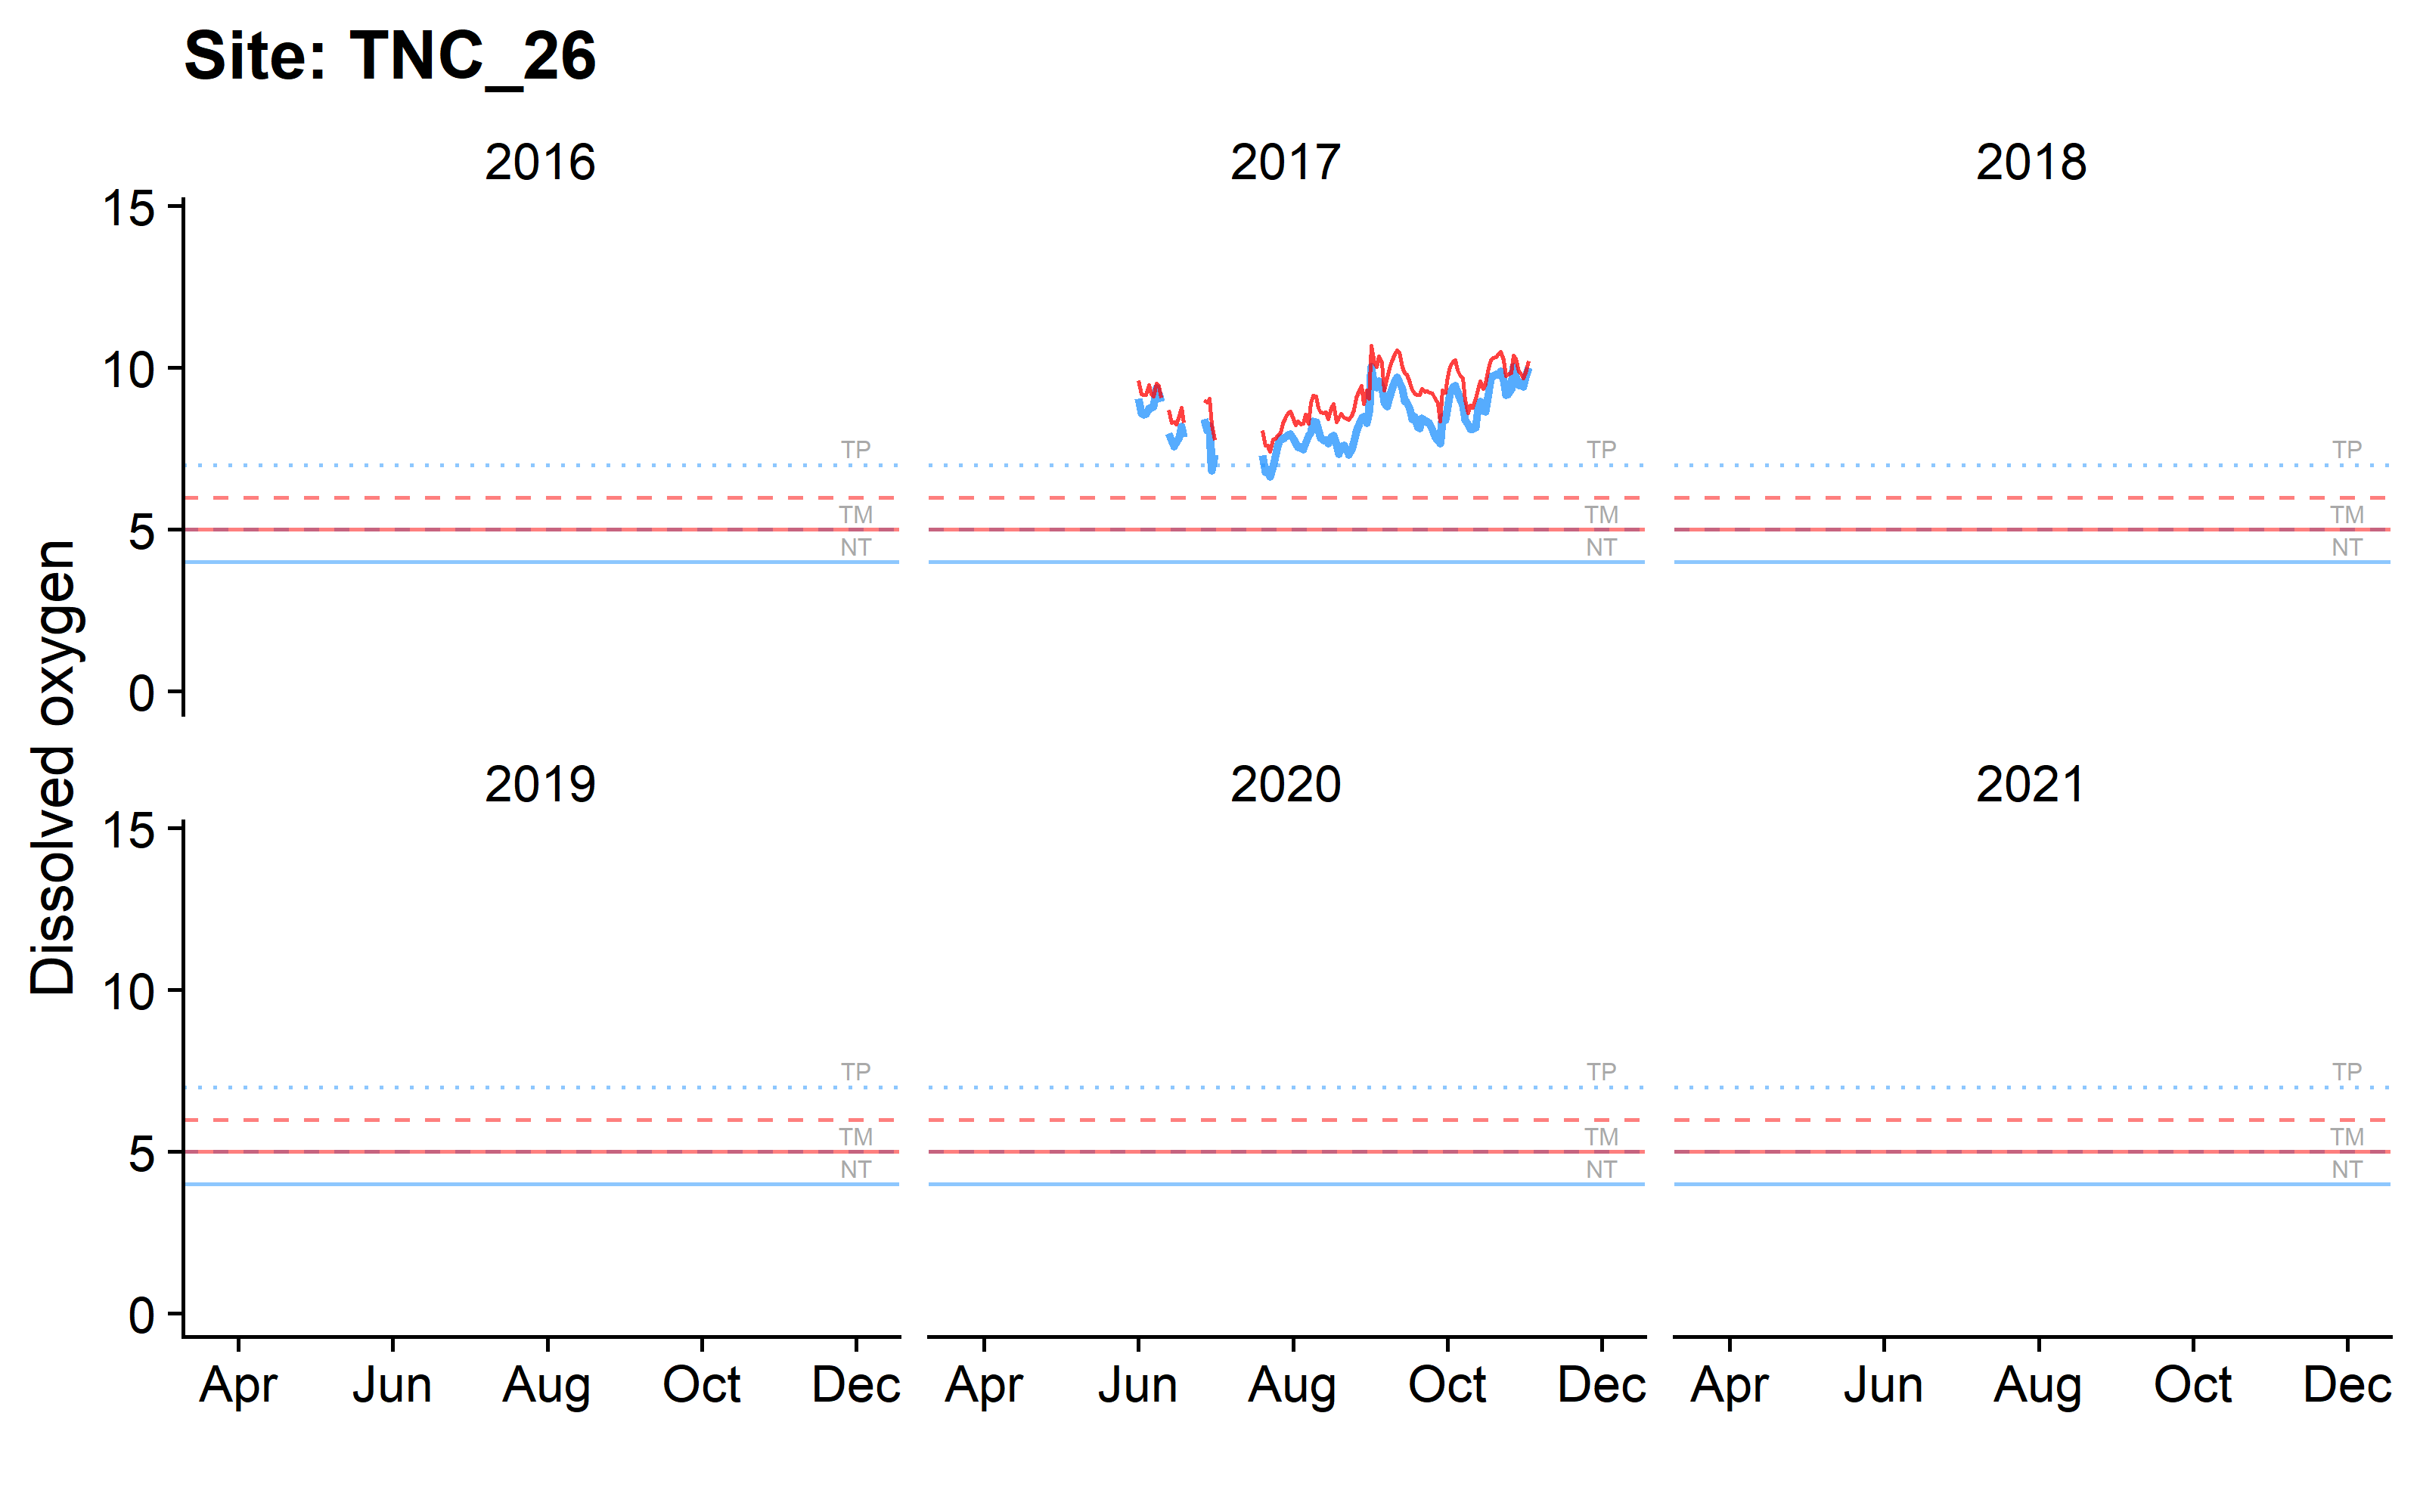 Site: TNC_26
2016 2017 2018
15
10
TP TP TP
TM TM TM
5
NT NT NT
0
Dissolved oxygen
2019 2020 2021
15
10
TP TP TP
TM TM TM
5
NT NT NT
0
Apr Jun Aug Oct Dec Apr Jun Aug Oct Dec Apr Jun Aug Oct Dec